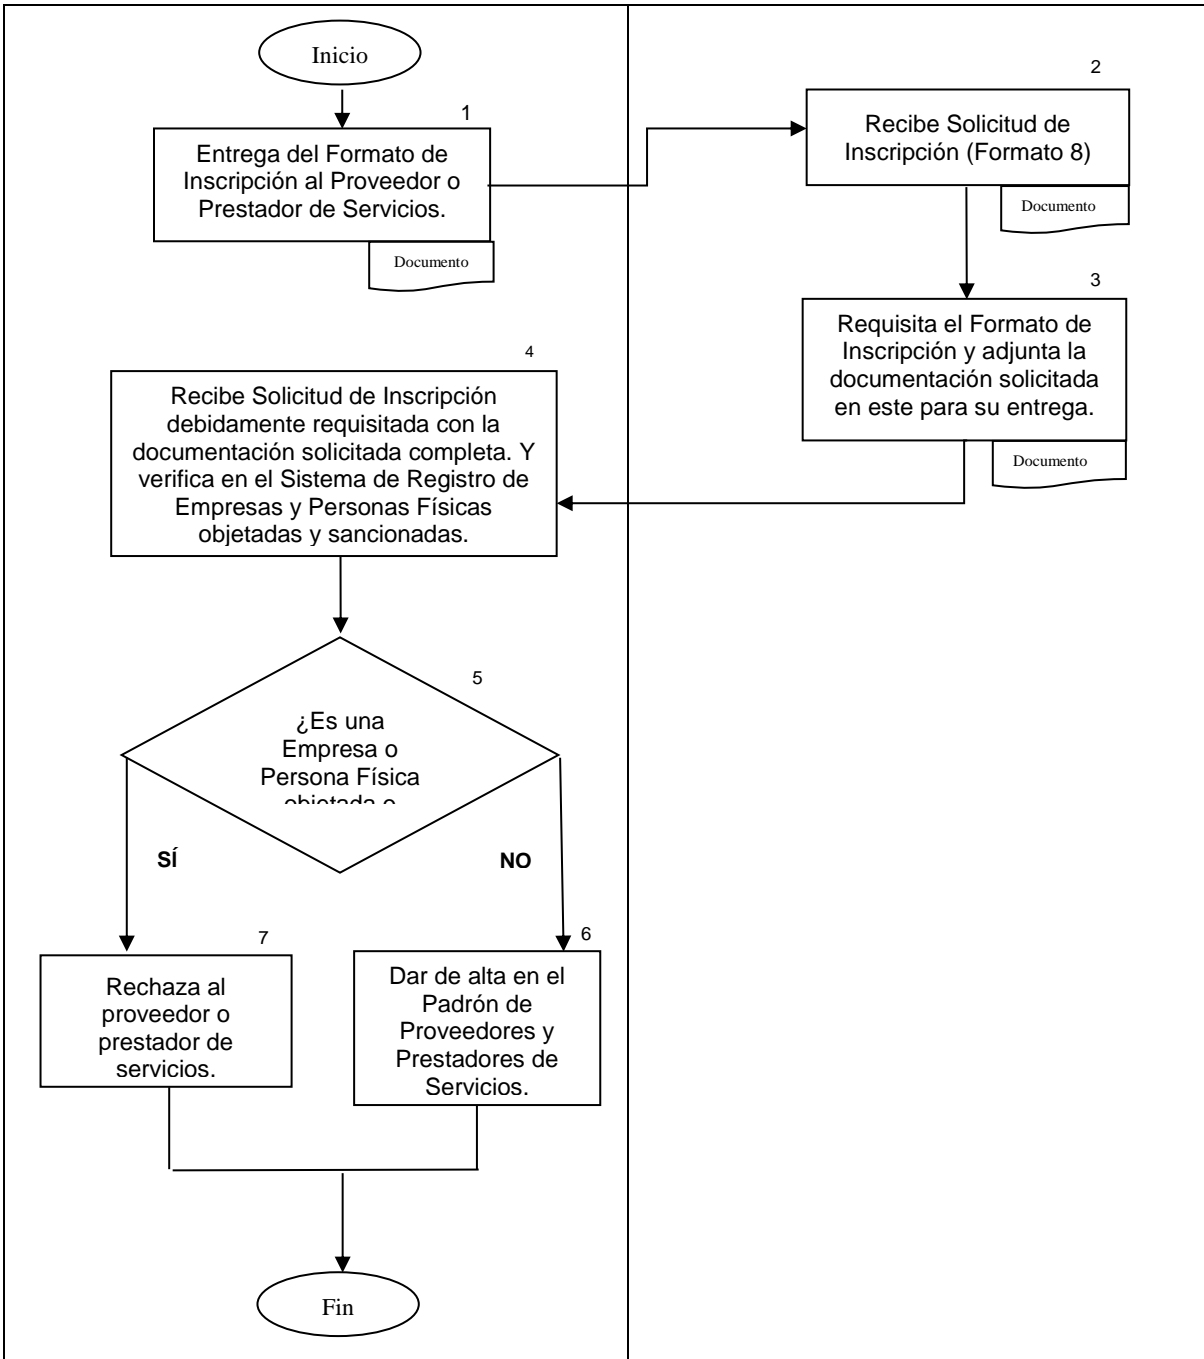 Inicio
1
Entrega del Formato de
Inscripción al Proveedor o
Prestador de Servicios.
Documento
2
Recibe Solicitud de
Inscripción (Formato 8)
Documento
3
Requisita el Formato de
Inscripción y adjunta la
documentación solicitada
en este para su entrega.
Documento
4
Recibe Solicitud de Inscripción
debidamente requisitada con la
documentación solicitada completa. Y
verifica en el Sistema de Registro de
Empresas y Personas Físicas
objetadas y sancionadas.
5
¿Es una
Empresa o
Persona Física
objetada o
SÍ
NO
7
Rechaza al
proveedor o
prestador de
servicios.
6
Dar de alta en el
Padrón de
Proveedores y
Prestadores de
Servicios.
Fin